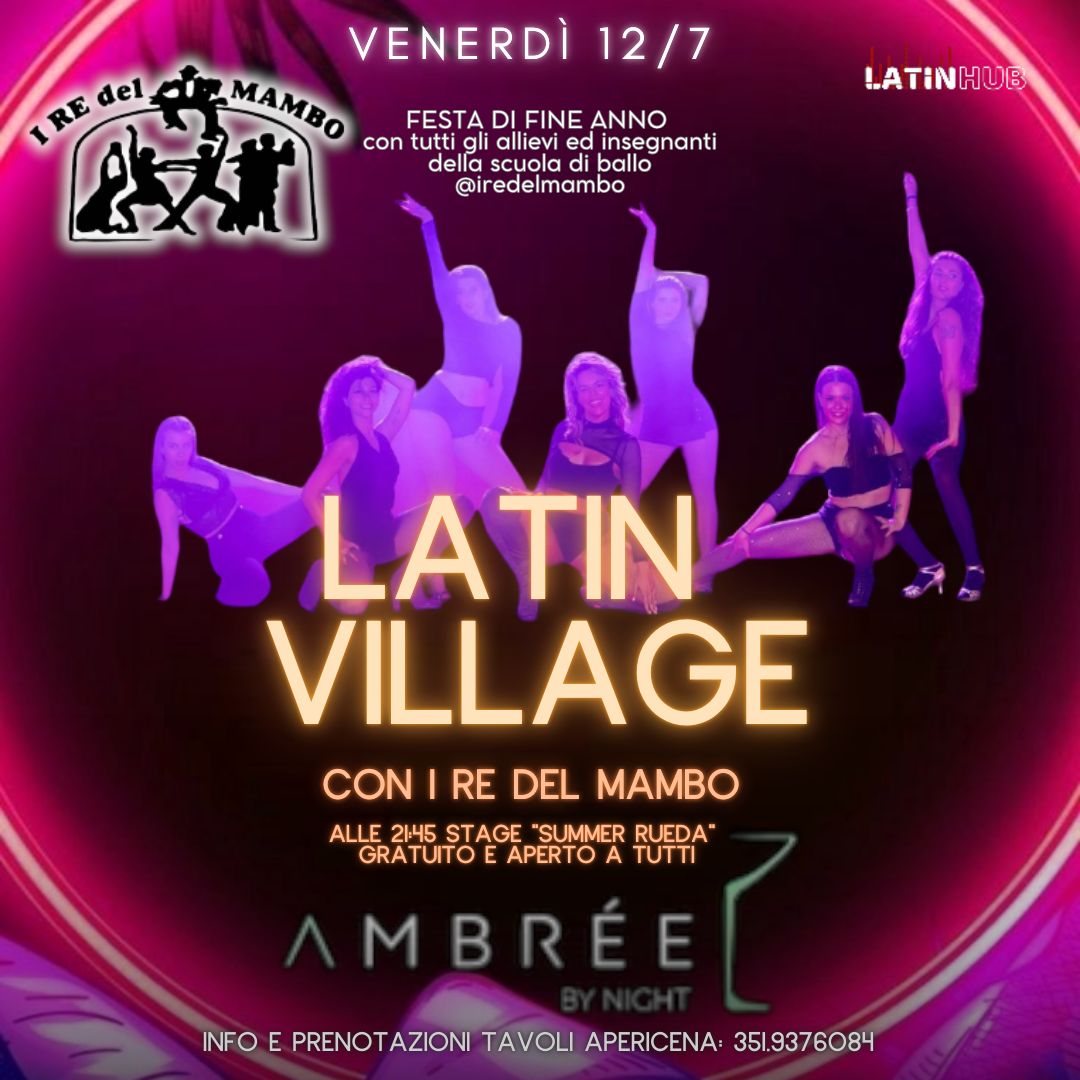 VENERDÌ 12/7
I RE del MAMBO
LATINHUB
FESTA DI FINE ANNO
con tutti gli allievi ed insegnanti
della scuola di ballo
@iredelmambo
LATIN
VILLAGE
CON I RE DEL MAMBO
ALLE 21:45 STAGE "SUMMER RUEDA"
GRATUITO E APERTO A TUTTI
AMBRÉE
BY NIGHT
INFO E PRENOTAZIONI TAVOLI APERICENA: 351.9376084